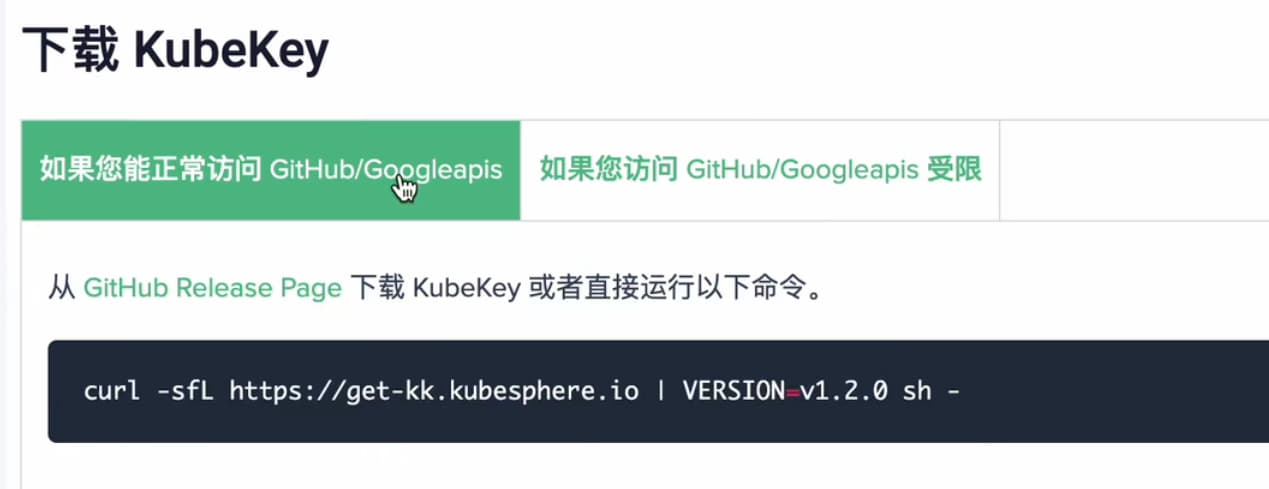 下载 KubeKey
如果您能正常访问 GitHub/Googleapis
如果您访问 GitHub/Googleapis 受限
从 GitHub Release Page 下载 KubeKey 或者直接运行以下命令。
curl -sfL https://get-kk.kubesphere.io | VERSION=v1.2.0 sh -